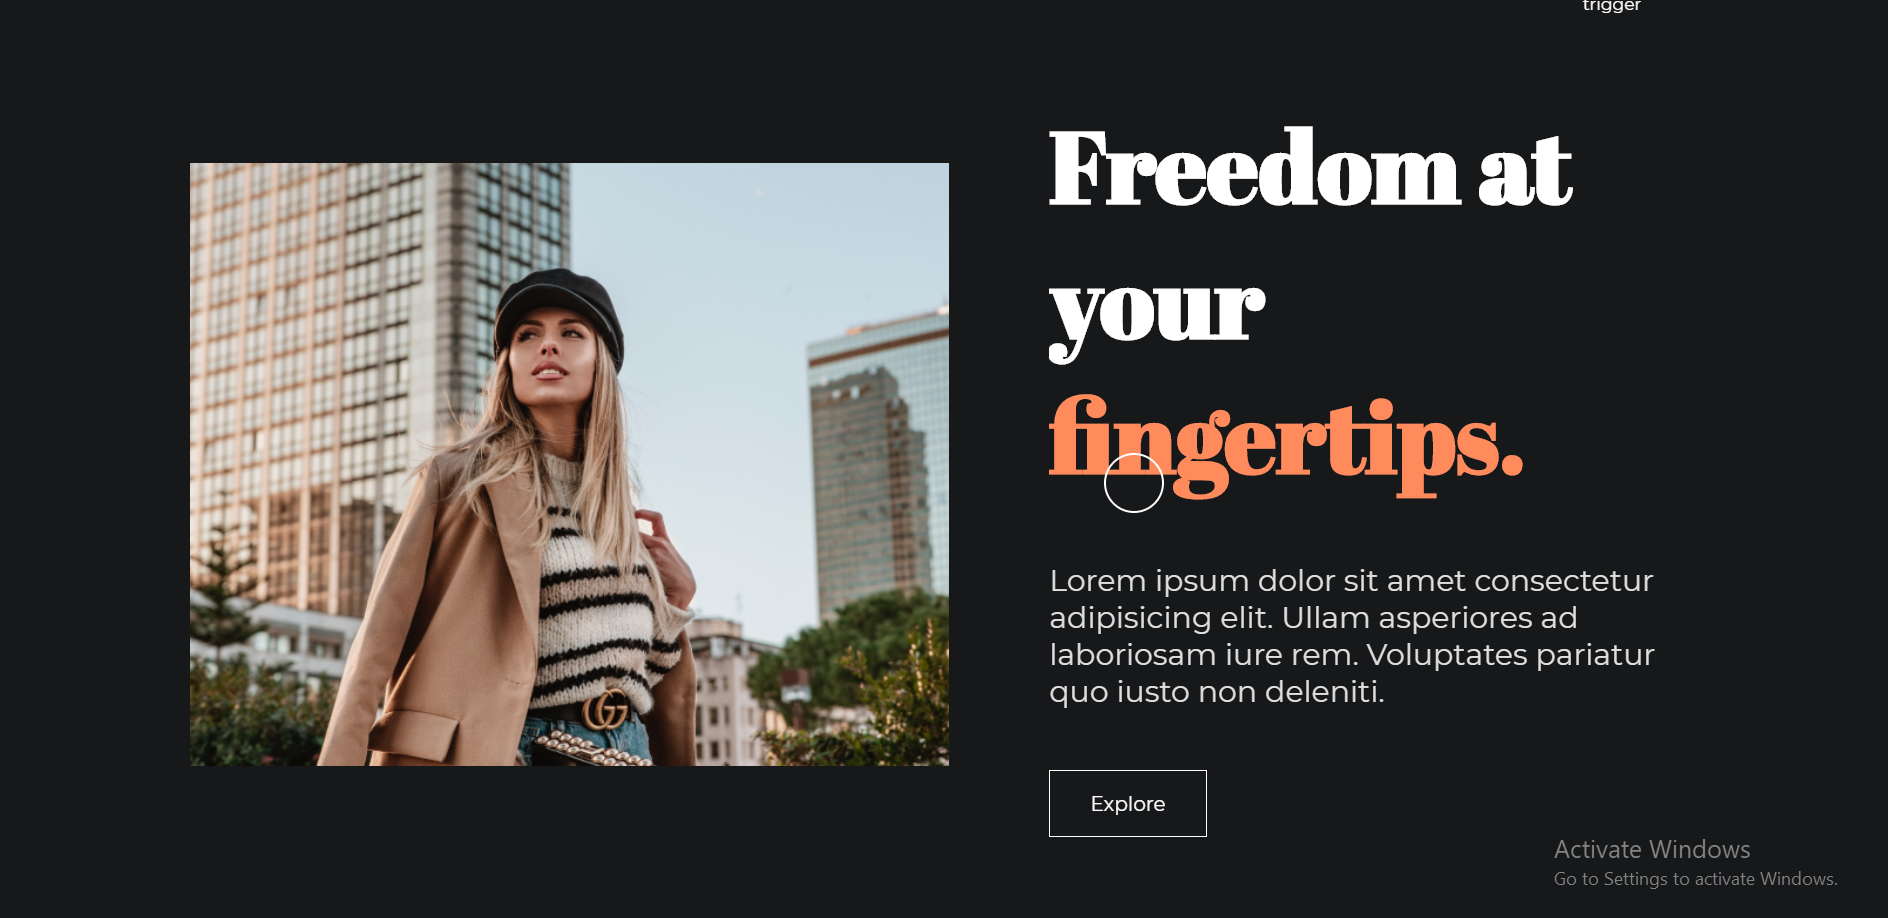 trigger
Freedom at
your
fingertips.
Lorem ipsum dolor sit amet consectetur
adipisicing elit. Ullam asperiores ad
laboriosam iure rem. Voluptates pariatur
quo iusto non deleniti.
Explore
Activate Windows
Go to Settings to activate Windows.